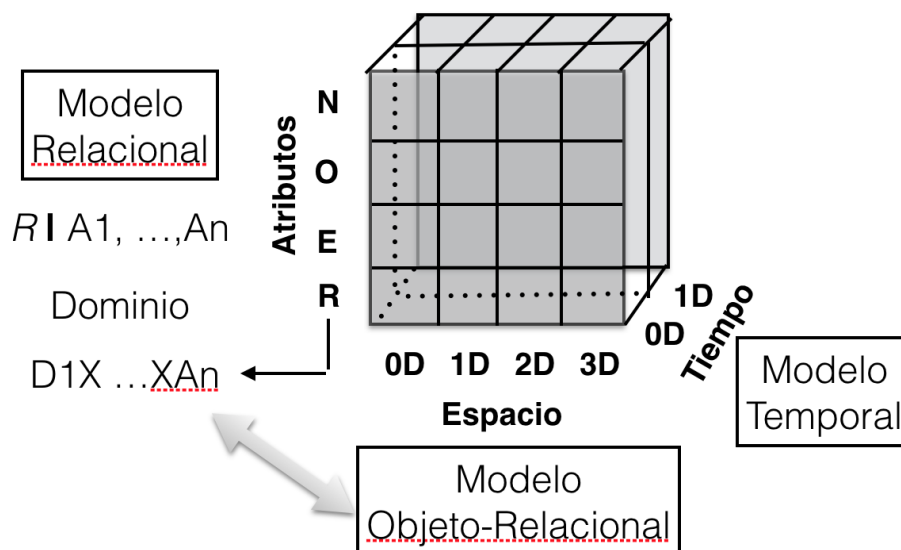 Modelo
Relacional
R I A1, ...,An
Dominio
D1X ...XAn
Atributos
N
O
E
R
0D 1D 2D 3D
Espacio
0D
1D
Tiempo
Modelo
Temporal
Modelo
Objeto-Relacional